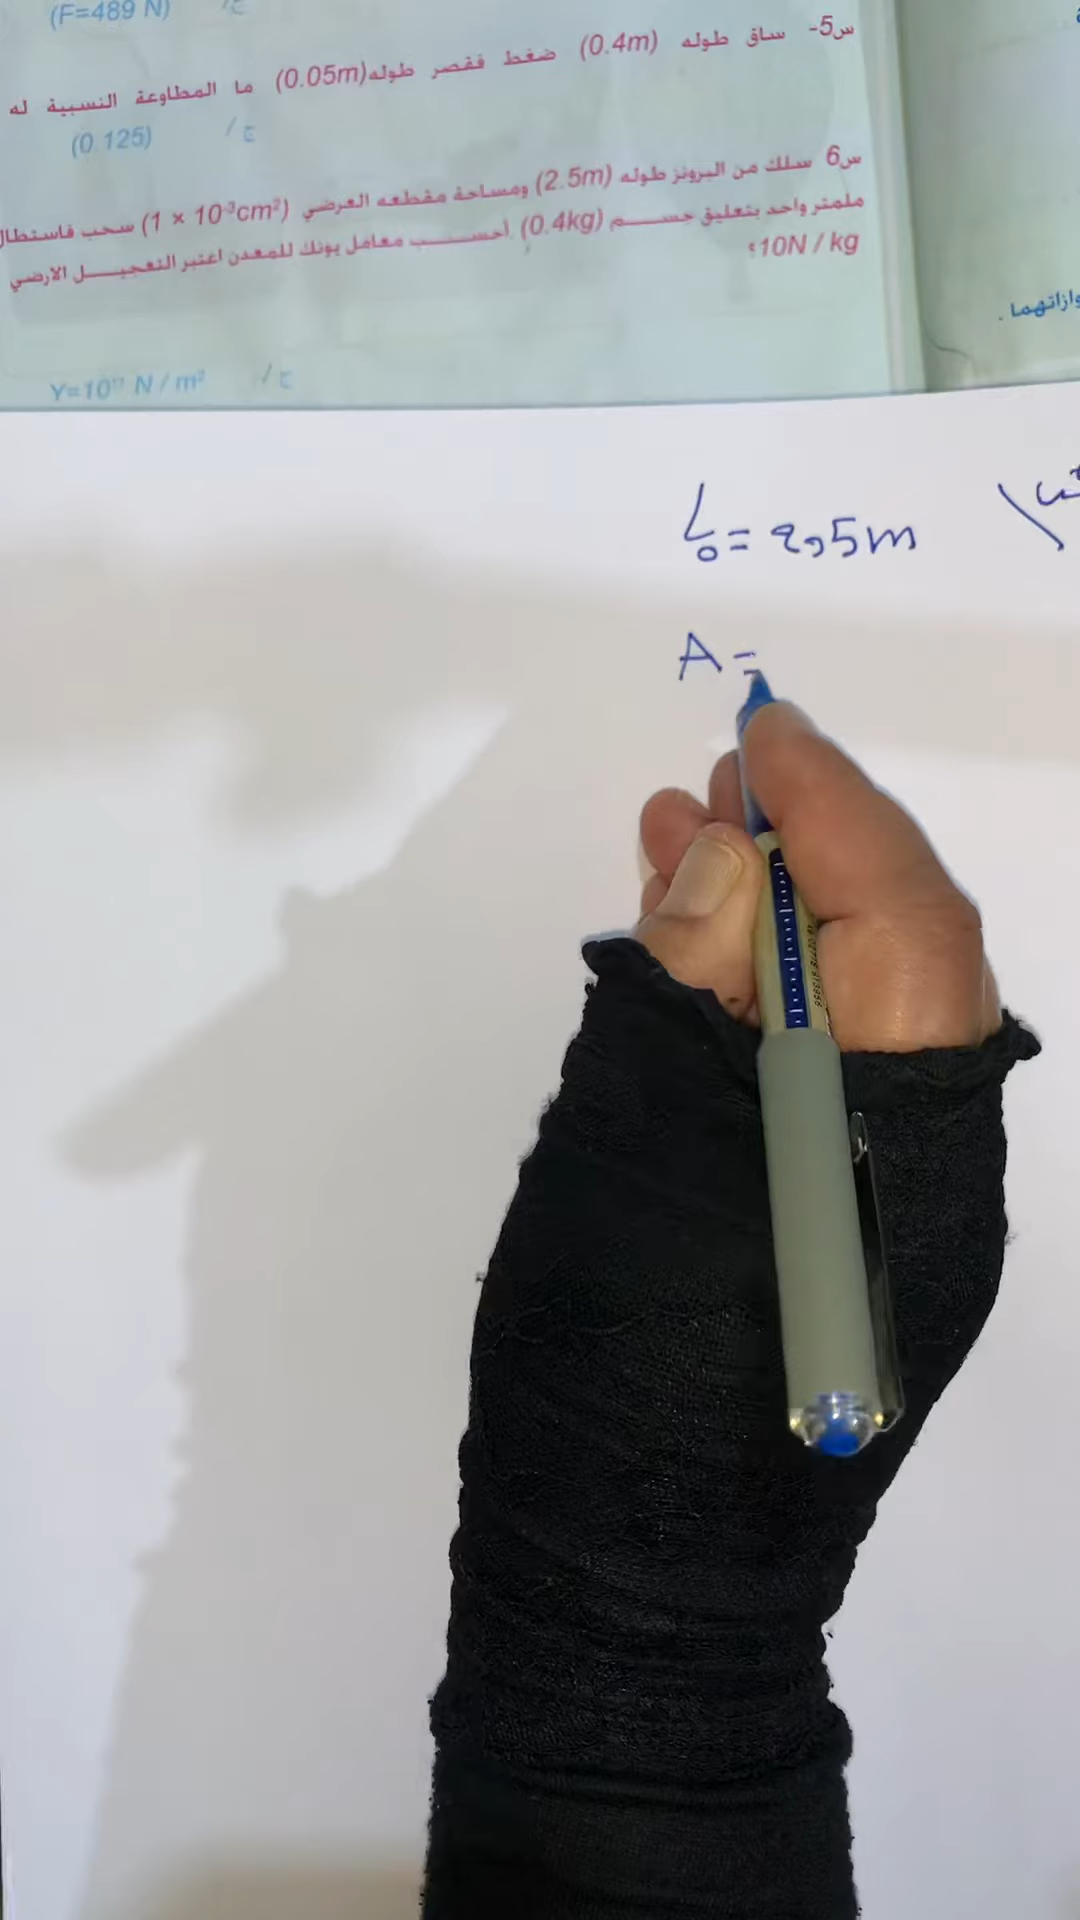 (F=489 N) ج/
س5- ساق طوله (0.4m) ضغط فقصر طوله(0.05m) ما المطاوعة النسبية له
ج/ (0.125)
س6 سلك من البرونز طوله (2.5m) ومساحة مقطعه العرضي (1 × 10⁻³cm²) سحب فاستطال
ملمتر واحد بتعليق جسم (0.4kg) أحسب معامل يونك للمعدن اعتبر التعجيل الارضي
10N / kg؟
ج/ Y=10¹¹ N / m²
وازاتهما .
L₀ = 2,5m
A =